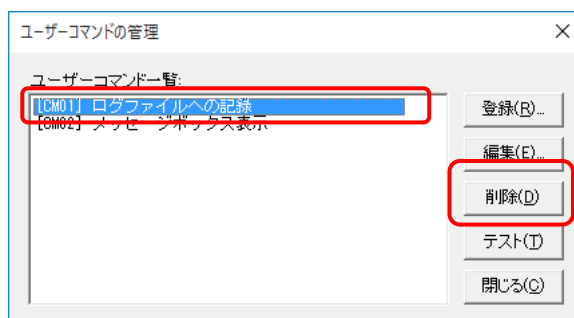 ユーザーコマンドの管理
ユーザーコマンド一覧:
[CM01] ログファイルへの記録
[CM02] メッセージボックス表示
登録(R)...
編集(E)...
削除(D)
テスト(T)
閉じる(C)